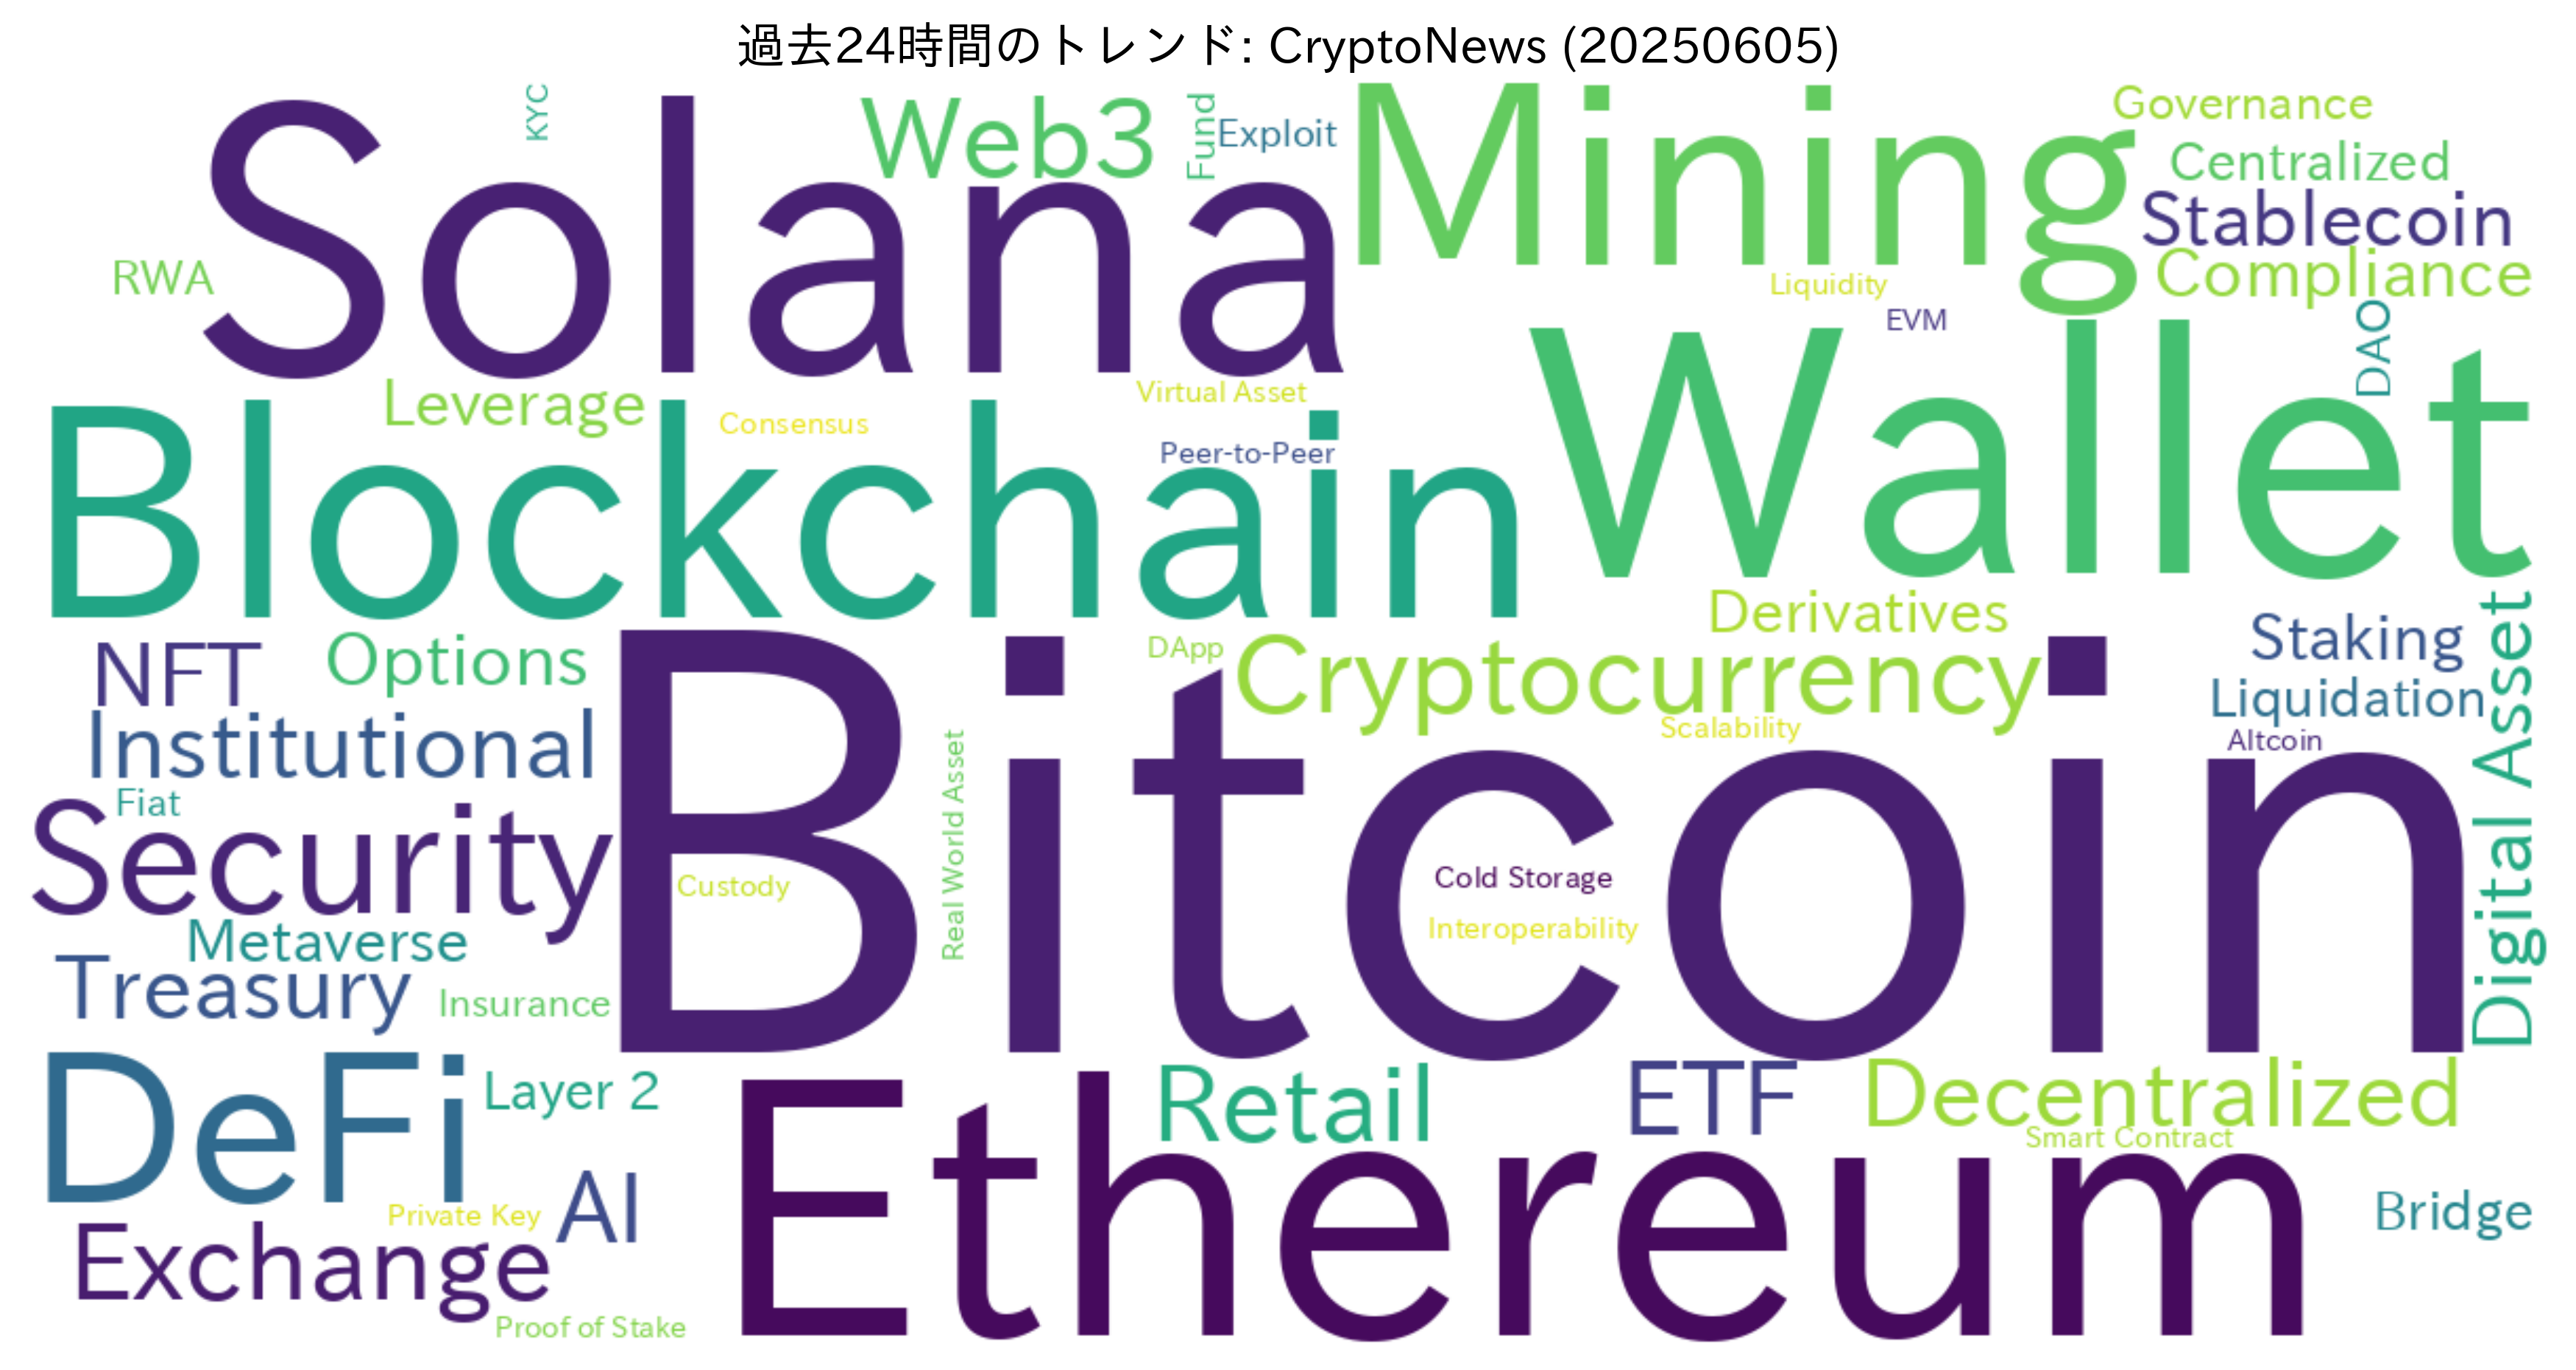 過去24時間のトレンド: CryptoNews (20250605)
KYC
Solana
Web3
Fund
Exploit
Mining
Governance
Centralized
Stablecoin
Compliance
RWA
Liquidity
EVM
DAO
Leverage
Consensus
Virtual Asset
Peer-to-Peer
Blockchain
Wallet
NFT
Options
DApp
Cryptocurrency
Derivatives
Staking
Liquidation
Digital Asset
Institutional
Scalability
Altcoin
Fiat
Security
Bitcoin
Custody
Real World Asset
Cold Storage
Interoperability
Metaverse
Treasury
Insurance
DeFi
Layer 2
Retail
ETF
Decentralized
Smart Contract
Private Key
AI
Ethereum
Bridge
Exchange
Proof of Stake